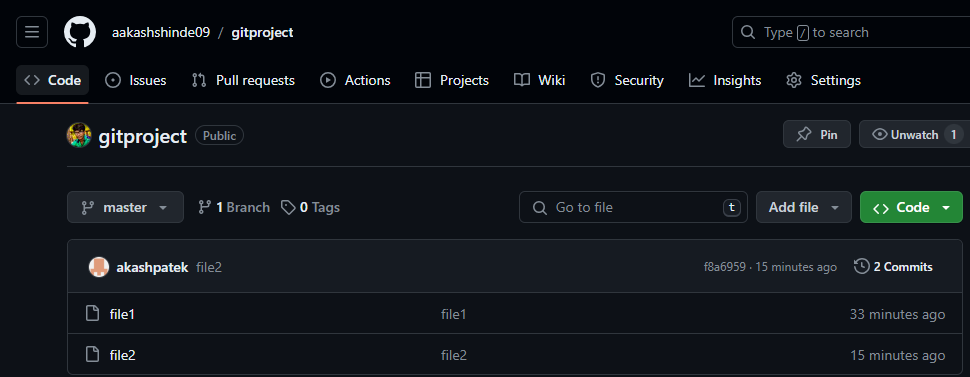 aakashshinde09 / gitproject
Type / to search
Code Issues Pull requests Actions Projects Wiki Security Insights Settings
gitproject Public
Pin Unwatch 1
master 1 Branch 0 Tags
Go to file t Add file Code
akashpatek file2 f8a6959 · 15 minutes ago 2 Commits
file1 file1 33 minutes ago
file2 file2 15 minutes ago